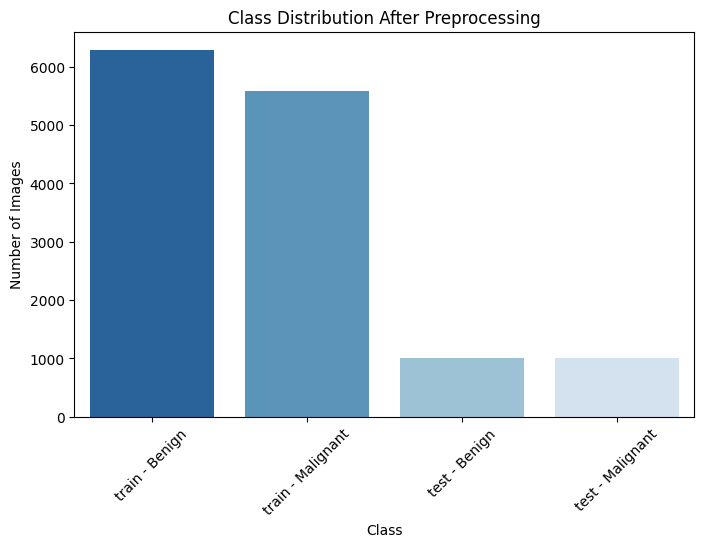 Class Distribution After Preprocessing
Number of Images
6000
5000
4000
3000
2000
1000
0
train - Benign
train - Malignant
test - Benign
test - Malignant
Class